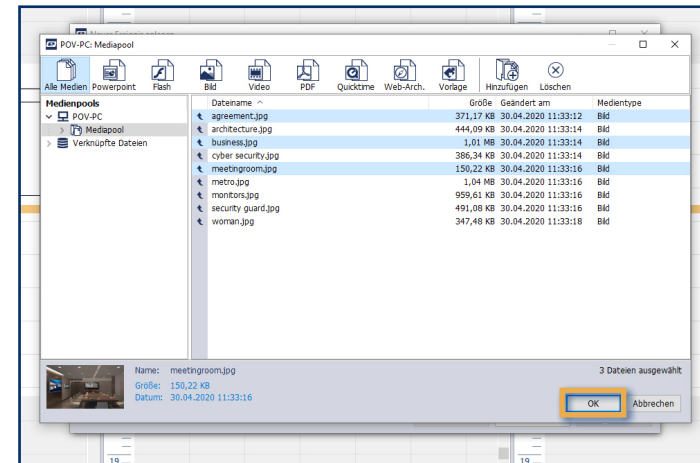 POV-PC: Mediapool
Alle Medien Powerpoint Flash Bild Video PDF Quicktime Web-Arch. Vorlage Hinzufügen Löschen
Medienpools
POV-PC
Mediapool
Verknüpfte Dateien
Dateiname Größe Geändert am Medientype
agreement.jpg 371,17 KB 30.04.2020 11:33:12 Bild
architecture.jpg 444,09 KB 30.04.2020 11:33:14 Bild
business.jpg 1,01 MB 30.04.2020 11:33:14 Bild
cyber security.jpg 386,34 KB 30.04.2020 11:33:14 Bild
meetingroom.jpg 150,22 KB 30.04.2020 11:33:16 Bild
metro.jpg 1,04 MB 30.04.2020 11:33:16 Bild
monitors.jpg 959,61 KB 30.04.2020 11:33:16 Bild
security guard.jpg 491,08 KB 30.04.2020 11:33:16 Bild
woman.jpg 347,48 KB 30.04.2020 11:33:18 Bild
Name: meetingroom.jpg 3 Dateien ausgewählt
Größe: 150,22 KB
Datum: 30.04.2020 11:33:16
OK Abbrechen
19 19